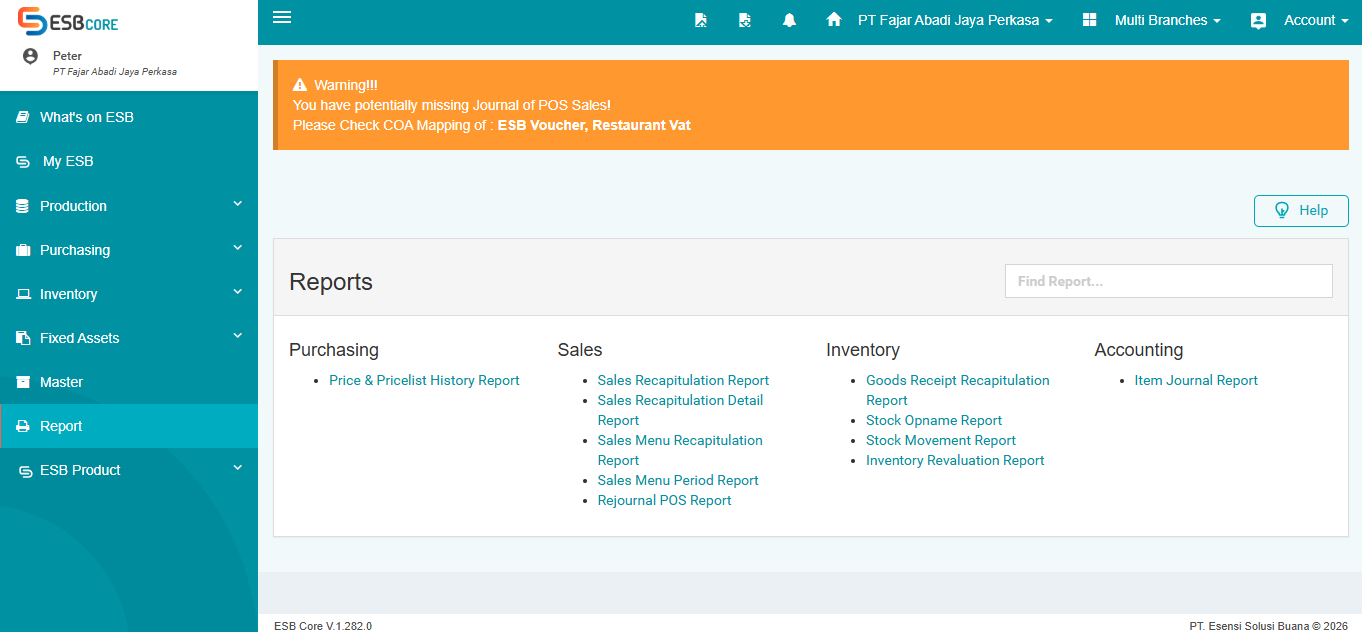 ESBCORE
Peter
PT Fajar Abadi Jaya Perkasa
What's on ESB
My ESB
Production
Purchasing
Inventory
Fixed Assets
Master
Report
ESB Product
PT Fajar Abadi Jaya Perkasa
Multi Branches
Account
Warning!!!
You have potentially missing Journal of POS Sales!
Please Check COA Mapping of : ESB Voucher, Restaurant Vat
Help
Reports
Find Report...
Purchasing
Price & Pricelist History Report
Sales
Sales Recapitulation Report
Sales Recapitulation Detail
Report
Sales Menu Recapitulation
Report
Sales Menu Period Report
Rejournal POS Report
Inventory
Goods Receipt Recapitulation
Report
Stock Opname Report
Stock Movement Report
Inventory Revaluation Report
Accounting
Item Journal Report
ESB Core V.1.282.0
PT. Esensi Solusi Buana © 2026